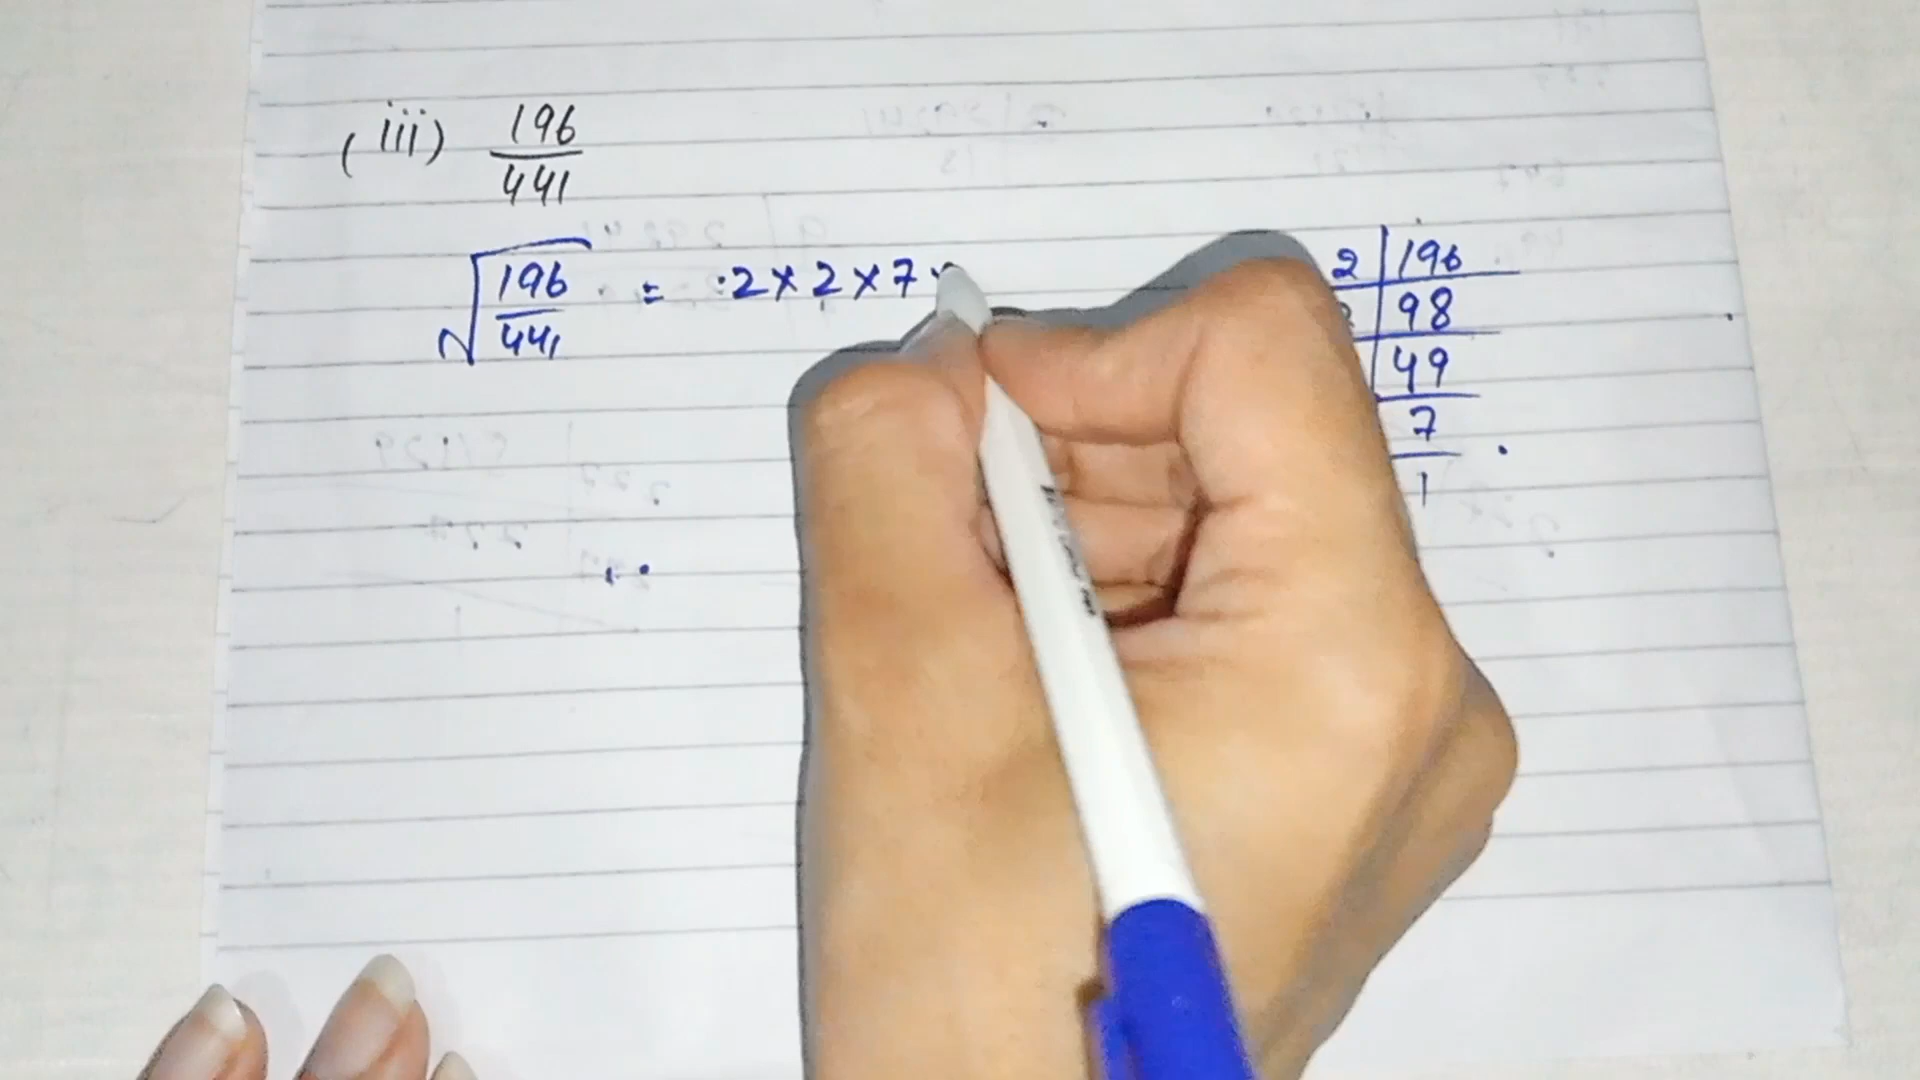 (iii) 196
441
√196 = 2 × 2 × 7
441
2 | 196
98
49
7
1